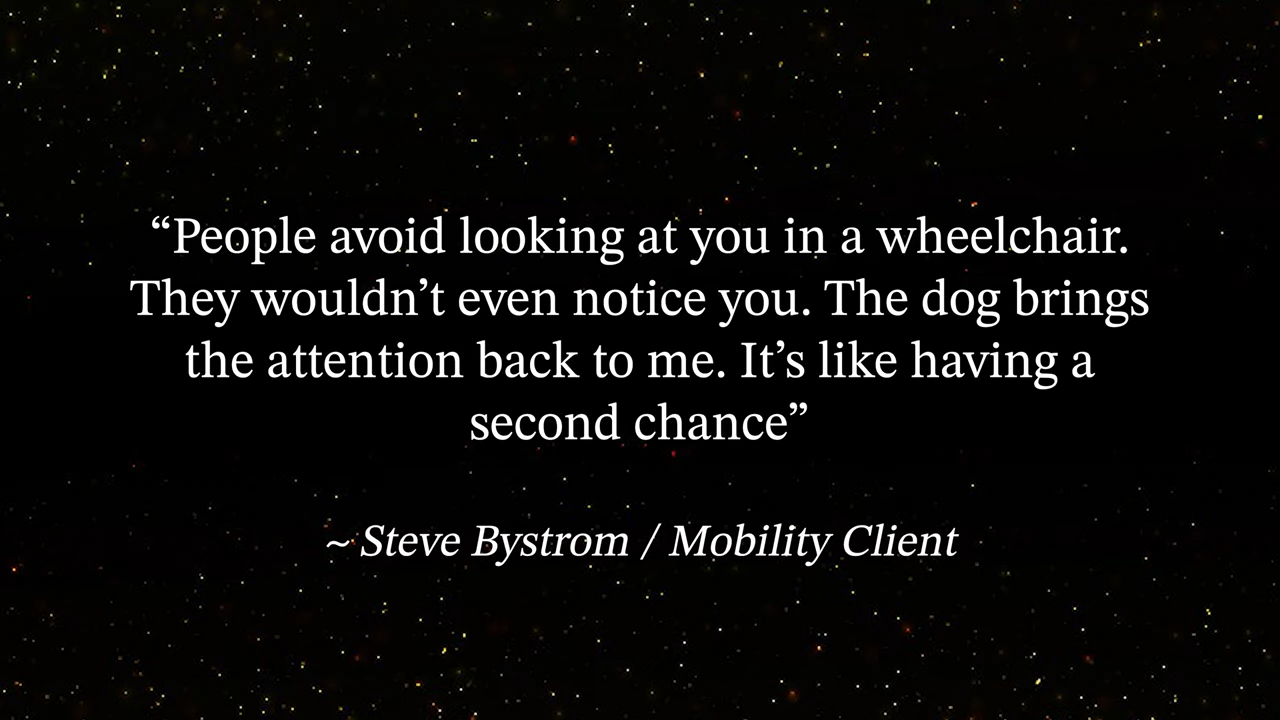 “People avoid looking at you in a wheelchair.
They wouldn’t even notice you. The dog brings
the attention back to me. It’s like having a
second chance”
~ Steve Bystrom / Mobility Client